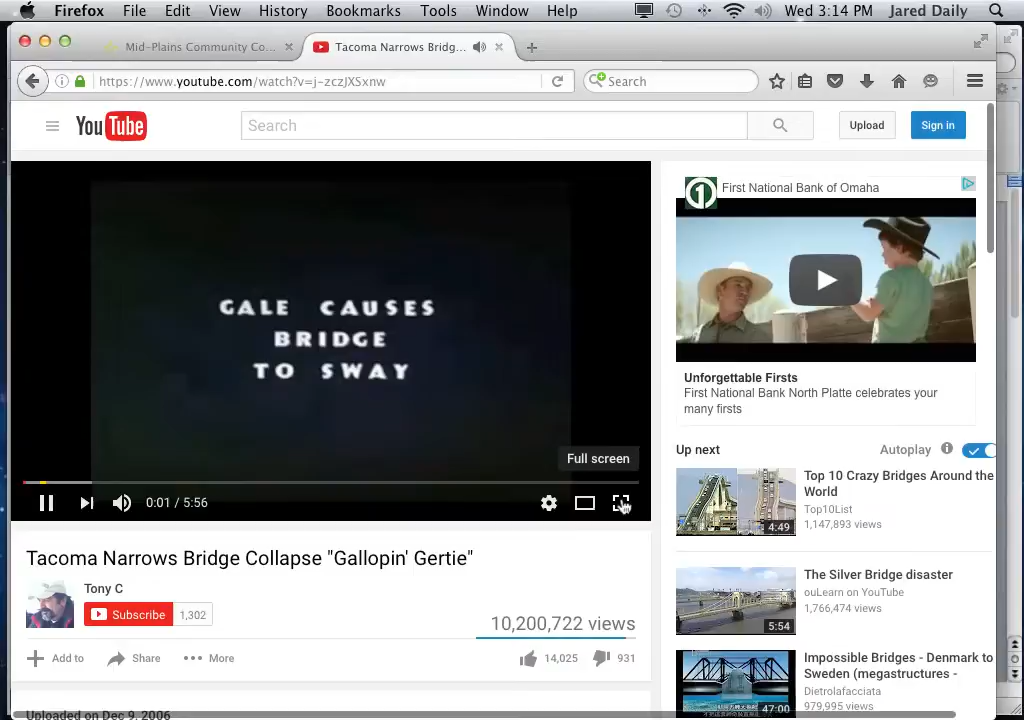 Firefox File Edit View History Bookmarks Tools Window Help Wed 3:14 PM Jared Daily
Mid-Plains Community Co...
Tacoma Narrows Bridg...
https://www.youtube.com/watch?v=j-zczJXSxnw
Search
YouTube
Search
Upload
Sign in
GALE CAUSES
BRIDGE
TO SWAY
Full screen
0:01 / 5:56
Tacoma Narrows Bridge Collapse "Gallopin' Gertie"
Tony C
Subscribe 1,302
10,200,722 views
Add to Share More 14,025 931
Uploaded on Dec 9, 2006
1
First National Bank of Omaha
Unforgettable Firsts
First National Bank North Platte celebrates your
many firsts
Up next Autoplay
Top 10 Crazy Bridges Around the
World
Top10List
1,147,893 views
4:49
The Silver Bridge disaster
ouLearn on YouTube
1,766,474 views
5:54
Impossible Bridges - Denmark to
Sweden (megastructures -
Dietrolafacciata
979,995 views
47:00